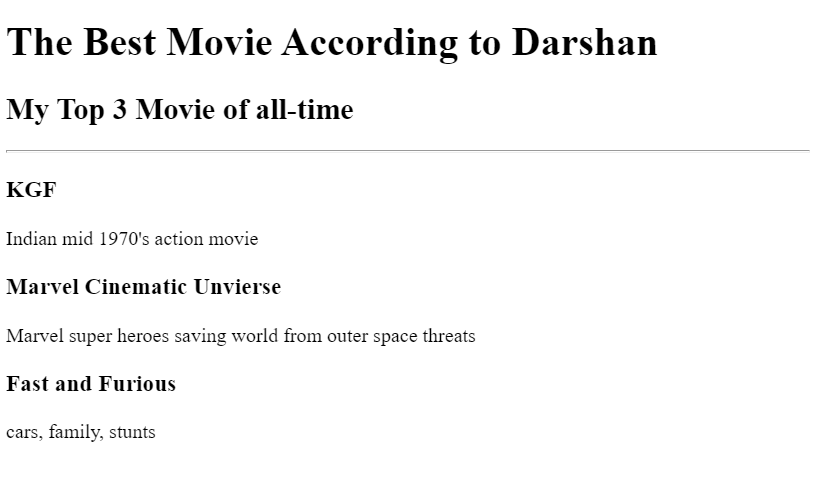 The Best Movie According to Darshan
My Top 3 Movie of all-time
KGF
Indian mid 1970's action movie
Marvel Cinematic Unvierse
Marvel super heroes saving world from outer space threats
Fast and Furious
cars, family, stunts